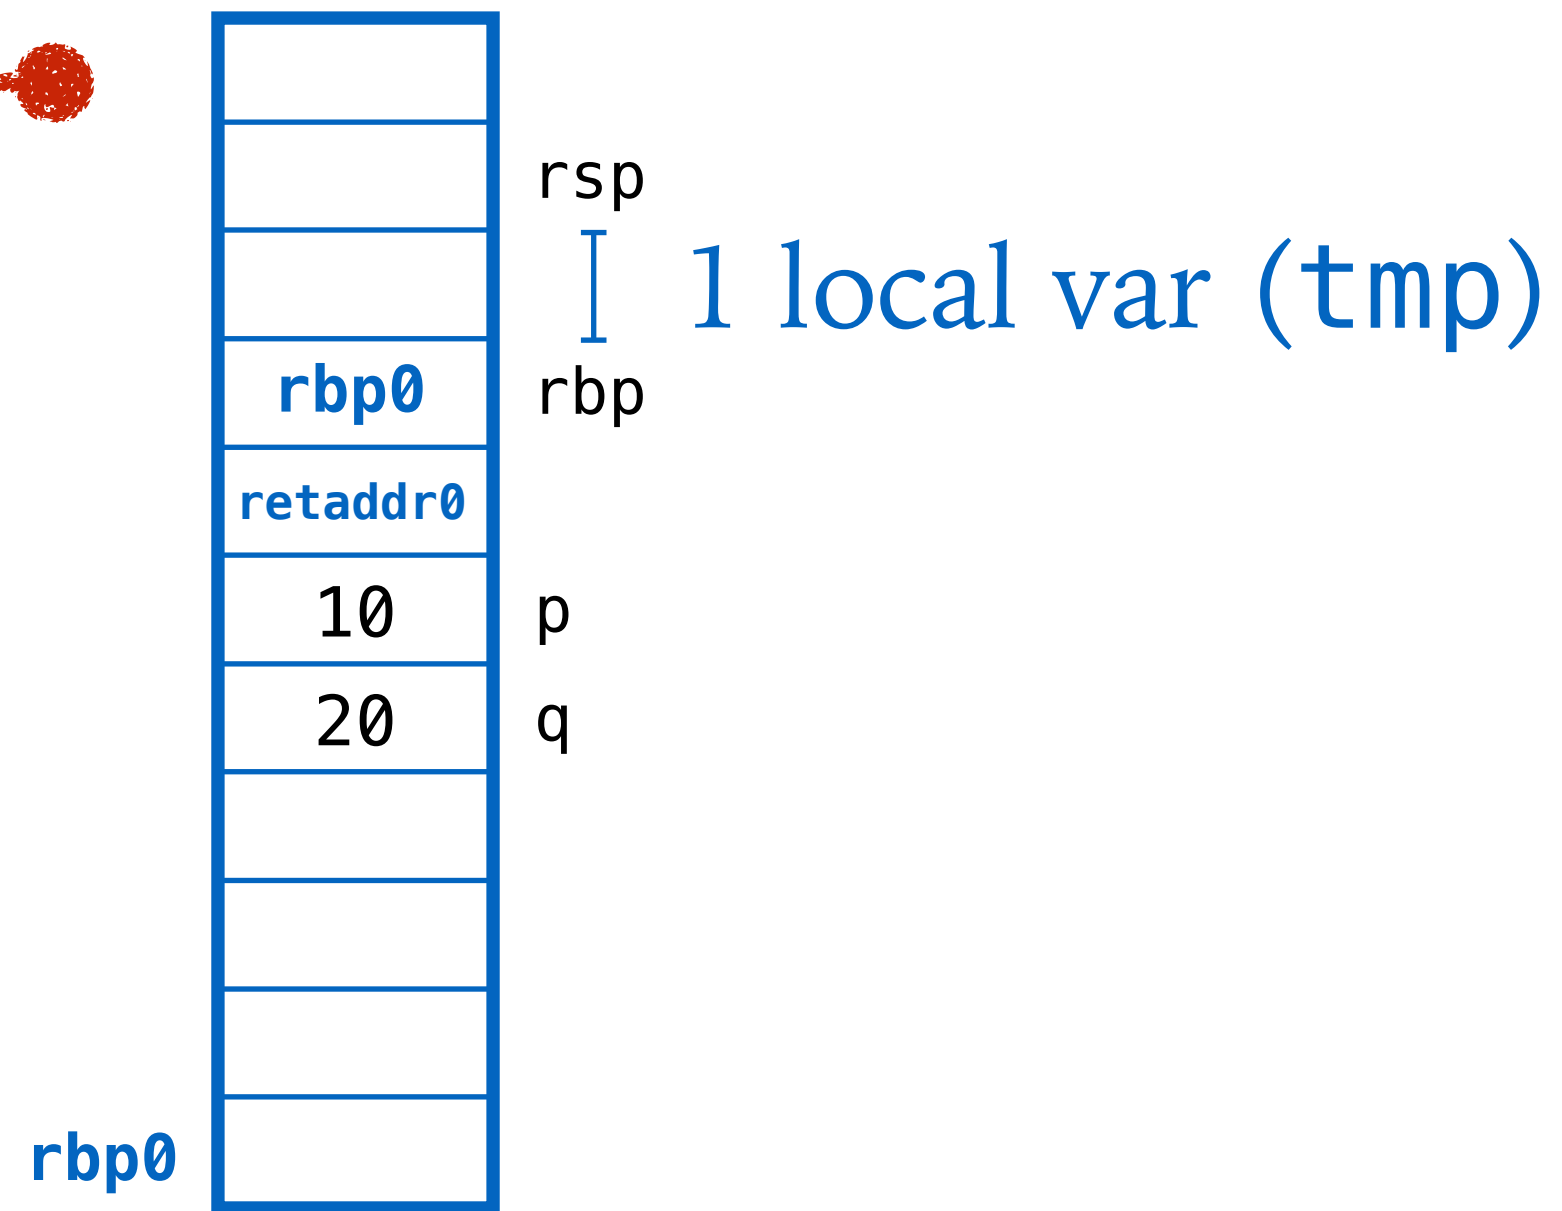 rsp
1 local var (tmp)
rbp0 rbp
retaddr0
10 p
20 q
rbp0